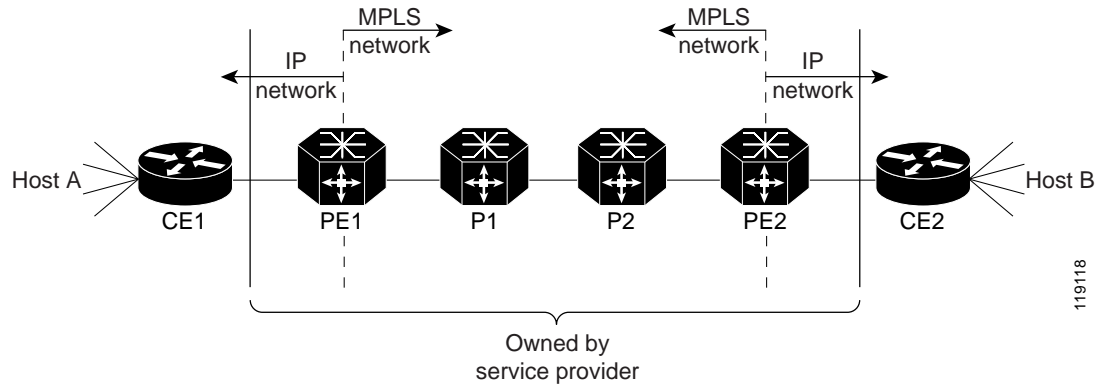 MPLS
network
MPLS
network
IP
network
IP
network
Host A
Host B
CE1
PE1
P1
P2
PE2
CE2
119118
Owned by
service provider